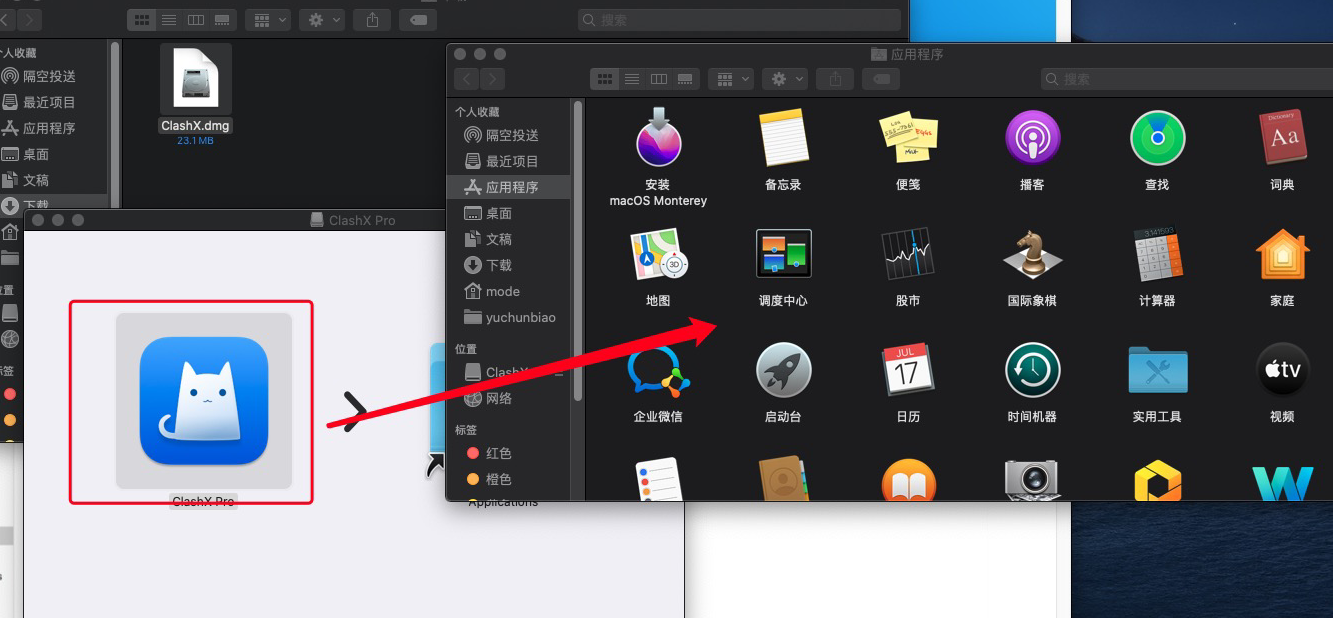 搜索
个人收藏
隔空投送
最近项目
应用程序
桌面
文稿
下载
ClashX.dmg
23.1 MB
ClashX Pro
ClashX Pro
Applications
应用程序
搜索
个人收藏
隔空投送
最近项目
应用程序
桌面
文稿
下载
mode
yuchunbiao
位置
ClashX
网络
标签
红色
橙色
安装
macOS Monterey
备忘录
便笺
播客
查找
Dictionary
Aa
词典
地图
3D
调度中心
股市
国际象棋
3.141593
计算器
家庭
企业微信
启动台
JUL
17
日历
时间机器
实用工具
tv
视频